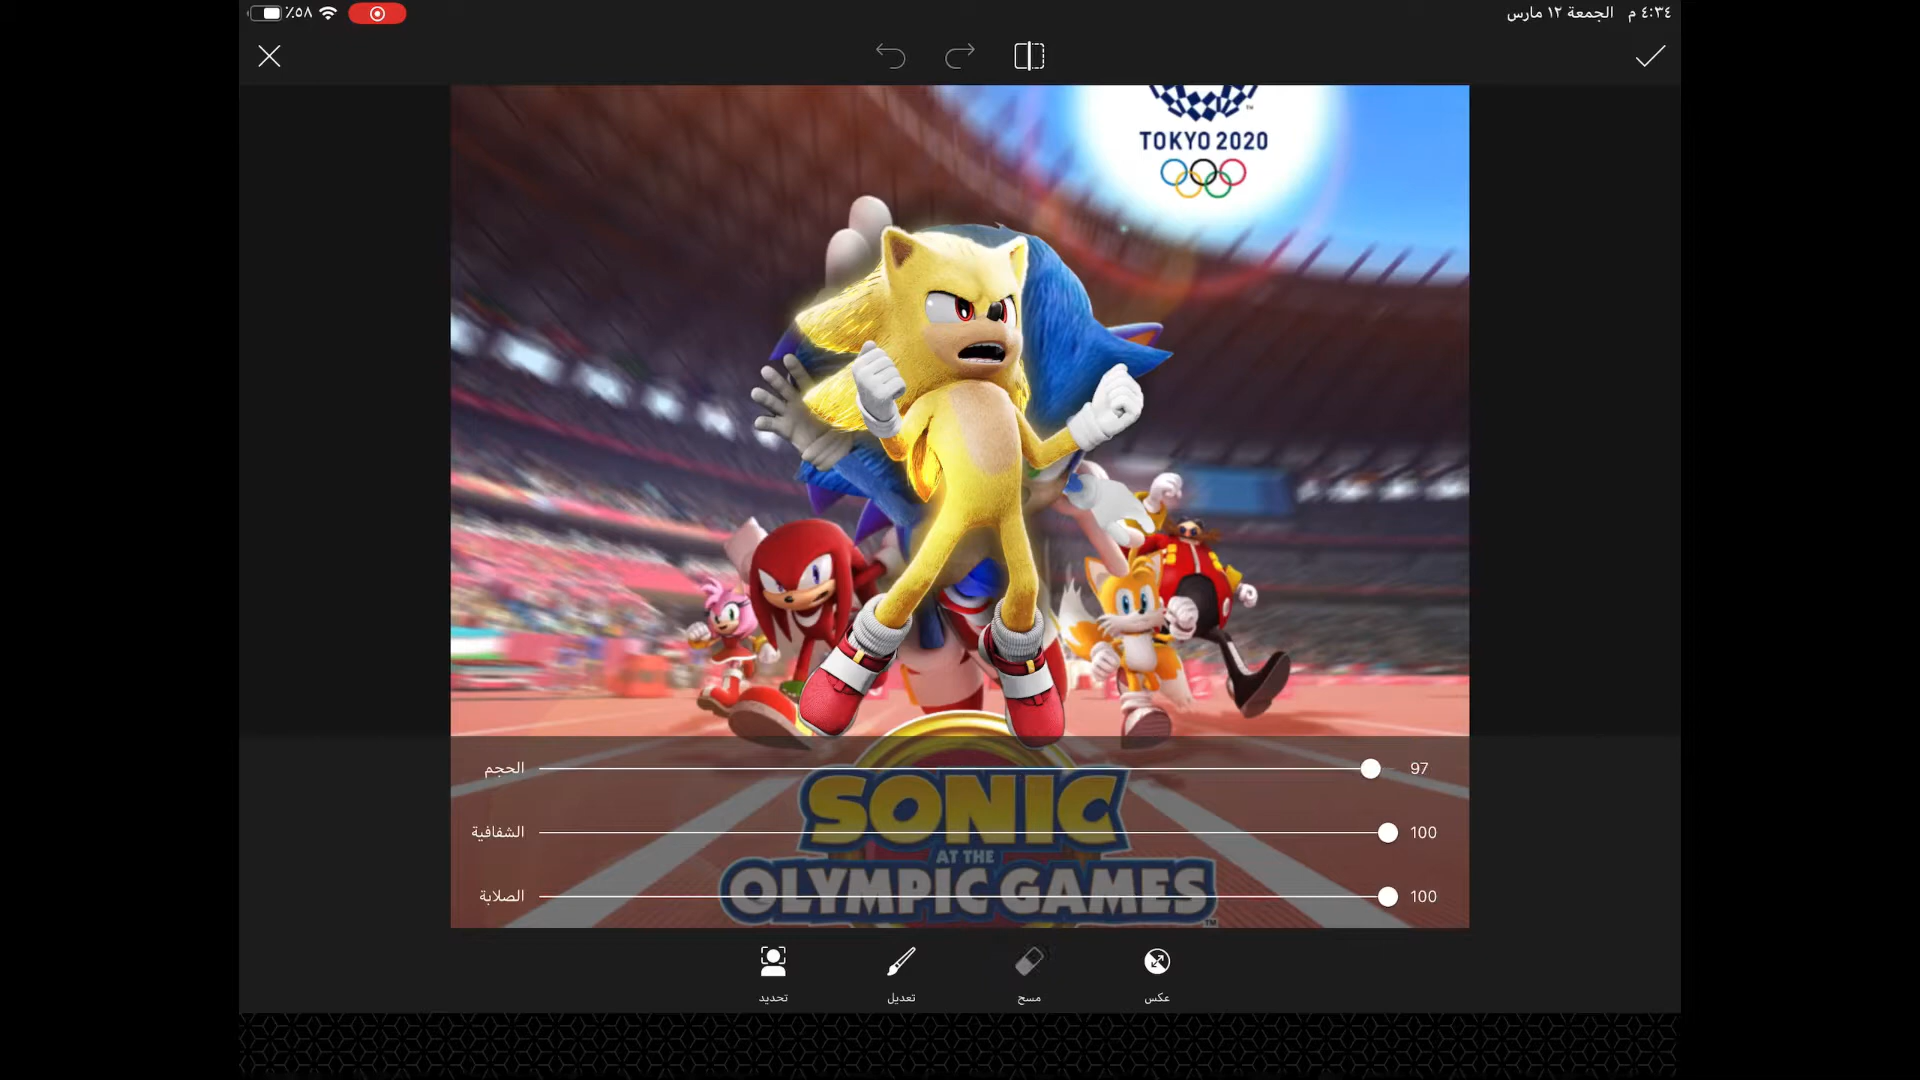 ٤:٣٤ م الجمعة ١٢ مارس
٪٥٨
TOKYO 2020
الحجم 97
الشفافية 100
الصلابة 100
SONIC
AT THE
OLYMPIC GAMES
TM
تحديد
تعديل
مسح
عكس